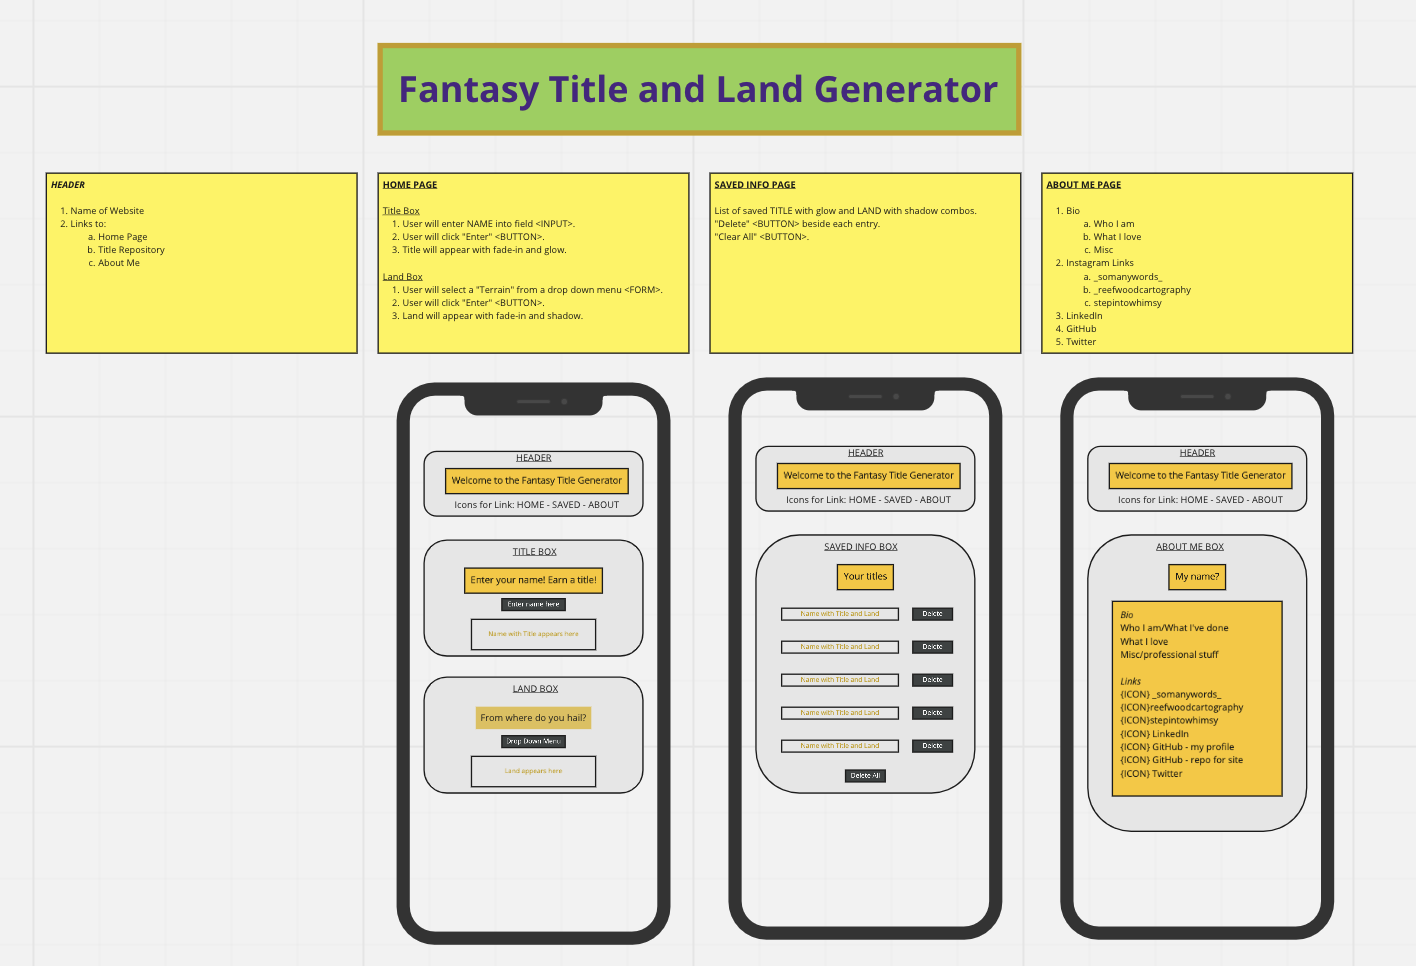 Fantasy Title and Land Generator
HEADER
1. Name of Website
2. Links to:
a. Home Page
b. Title Repository
c. About Me
HOME PAGE
Title Box
1. User will enter NAME into field <INPUT>.
2. User will click "Enter" <BUTTON>.
3. Title will appear with fade-in and glow.
Land Box
1. User will select a "Terrain" from a drop down menu <FORM>.
2. User will click "Enter" <BUTTON>.
3. Land will appear with fade-in and shadow.
SAVED INFO PAGE
List of saved TITLE with glow and LAND with shadow combos.
"Delete" <BUTTON> beside each entry.
"Clear All" <BUTTON>.
ABOUT ME PAGE
1. Bio
a. Who I am
b. What I love
c. Misc
2. Instagram Links
a. _somanywords_
b. _reefwoodcartography
c. stepintowhimsy
3. LinkedIn
4. GitHub
5. Twitter
HEADER
Welcome to the Fantasy Title Generator
Icons for Link: HOME - SAVED - ABOUT
TITLE BOX
Enter your name! Earn a title!
Enter name here
Name with Title appears here
LAND BOX
From where do you hail?
Drop Down Menu
Land appears here
HEADER
Welcome to the Fantasy Title Generator
Icons for Link: HOME - SAVED - ABOUT
SAVED INFO BOX
Your titles
Name with Title and Land Delete
Name with Title and Land Delete
Name with Title and Land Delete
Name with Title and Land Delete
Name with Title and Land Delete
Delete All
HEADER
Welcome to the Fantasy Title Generator
Icons for Link: HOME - SAVED - ABOUT
ABOUT ME BOX
My name?
Bio
Who I am/What I've done
What I love
Misc/professional stuff
Links
{ICON} _somanywords_
{ICON}reefwoodcartography
{ICON}stepintowhimsy
{ICON} LinkedIn
{ICON} GitHub - my profile
{ICON} GitHub - repo for site
{ICON} Twitter